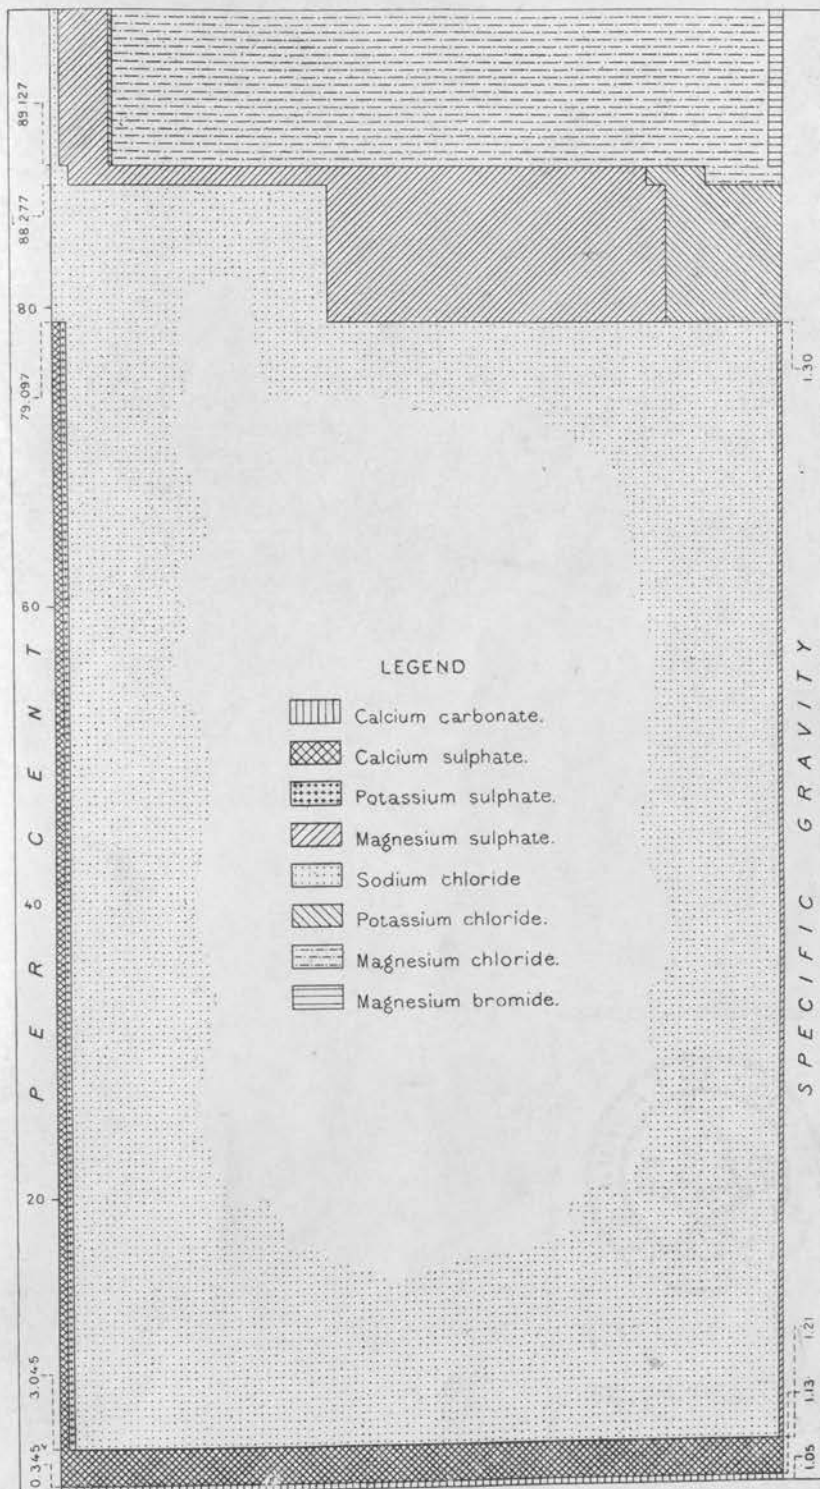 89.127
88.277
80
79.097
60
PER CENT
40
20
3.045
0.345
1.30
SPECIFIC GRAVITY
1.21
1.13
1.05
LEGEND
Calcium carbonate.
Calcium sulphate.
Potassium sulphate.
Magnesium sulphate.
Sodium chloride
Potassium chloride.
Magnesium chloride.
Magnesium bromide.